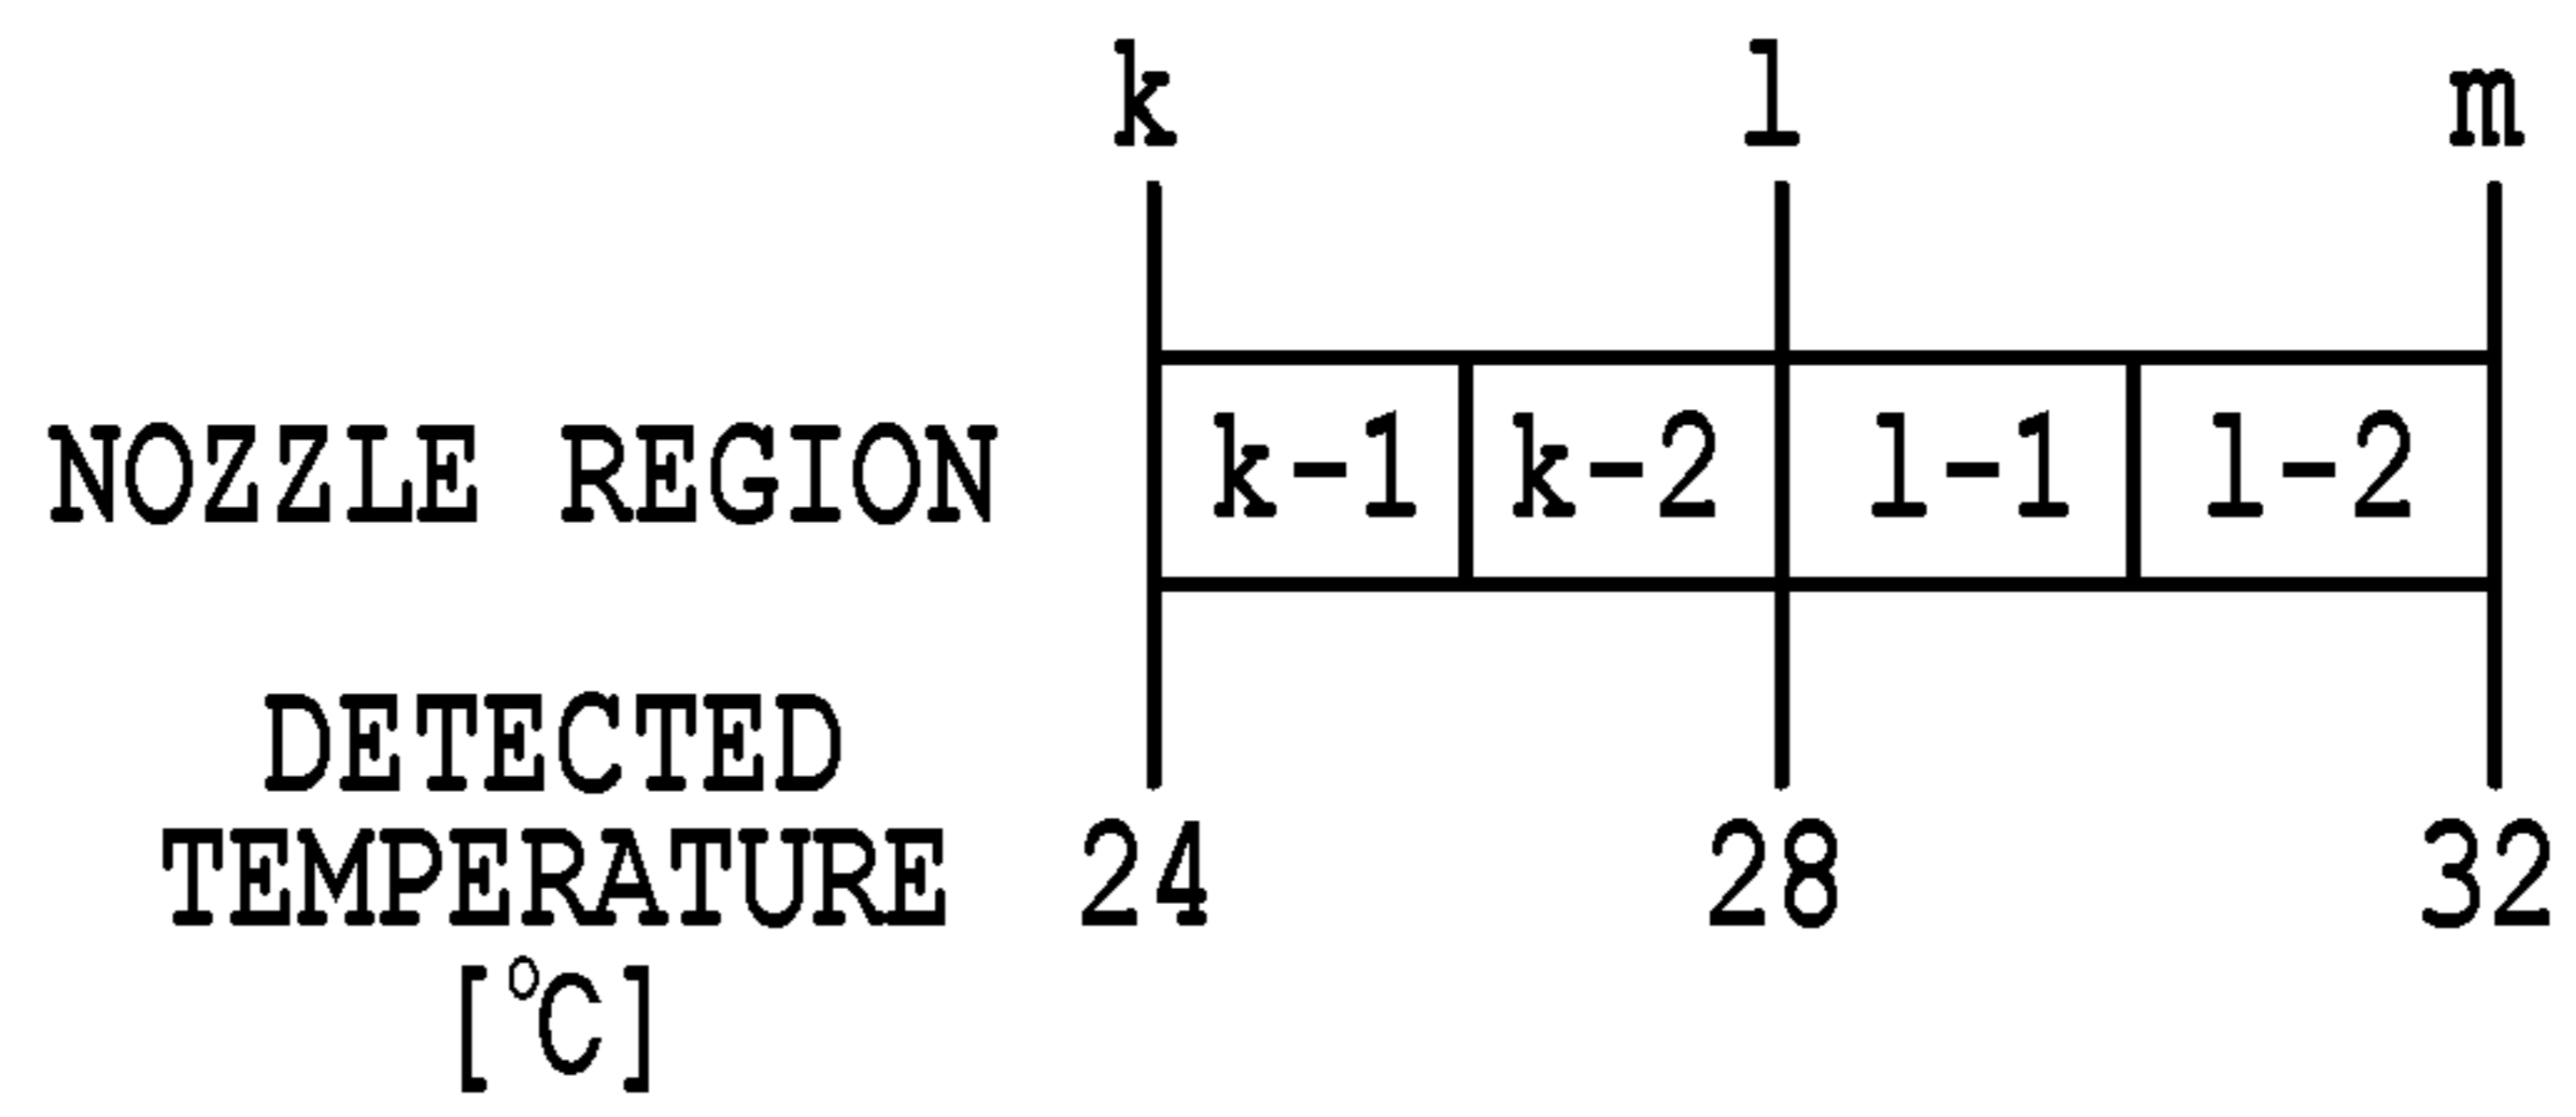 k l m
NOZZLE REGION k-1 k-2 l-1 l-2
DETECTED
TEMPERATURE 24 28 32
[°C]